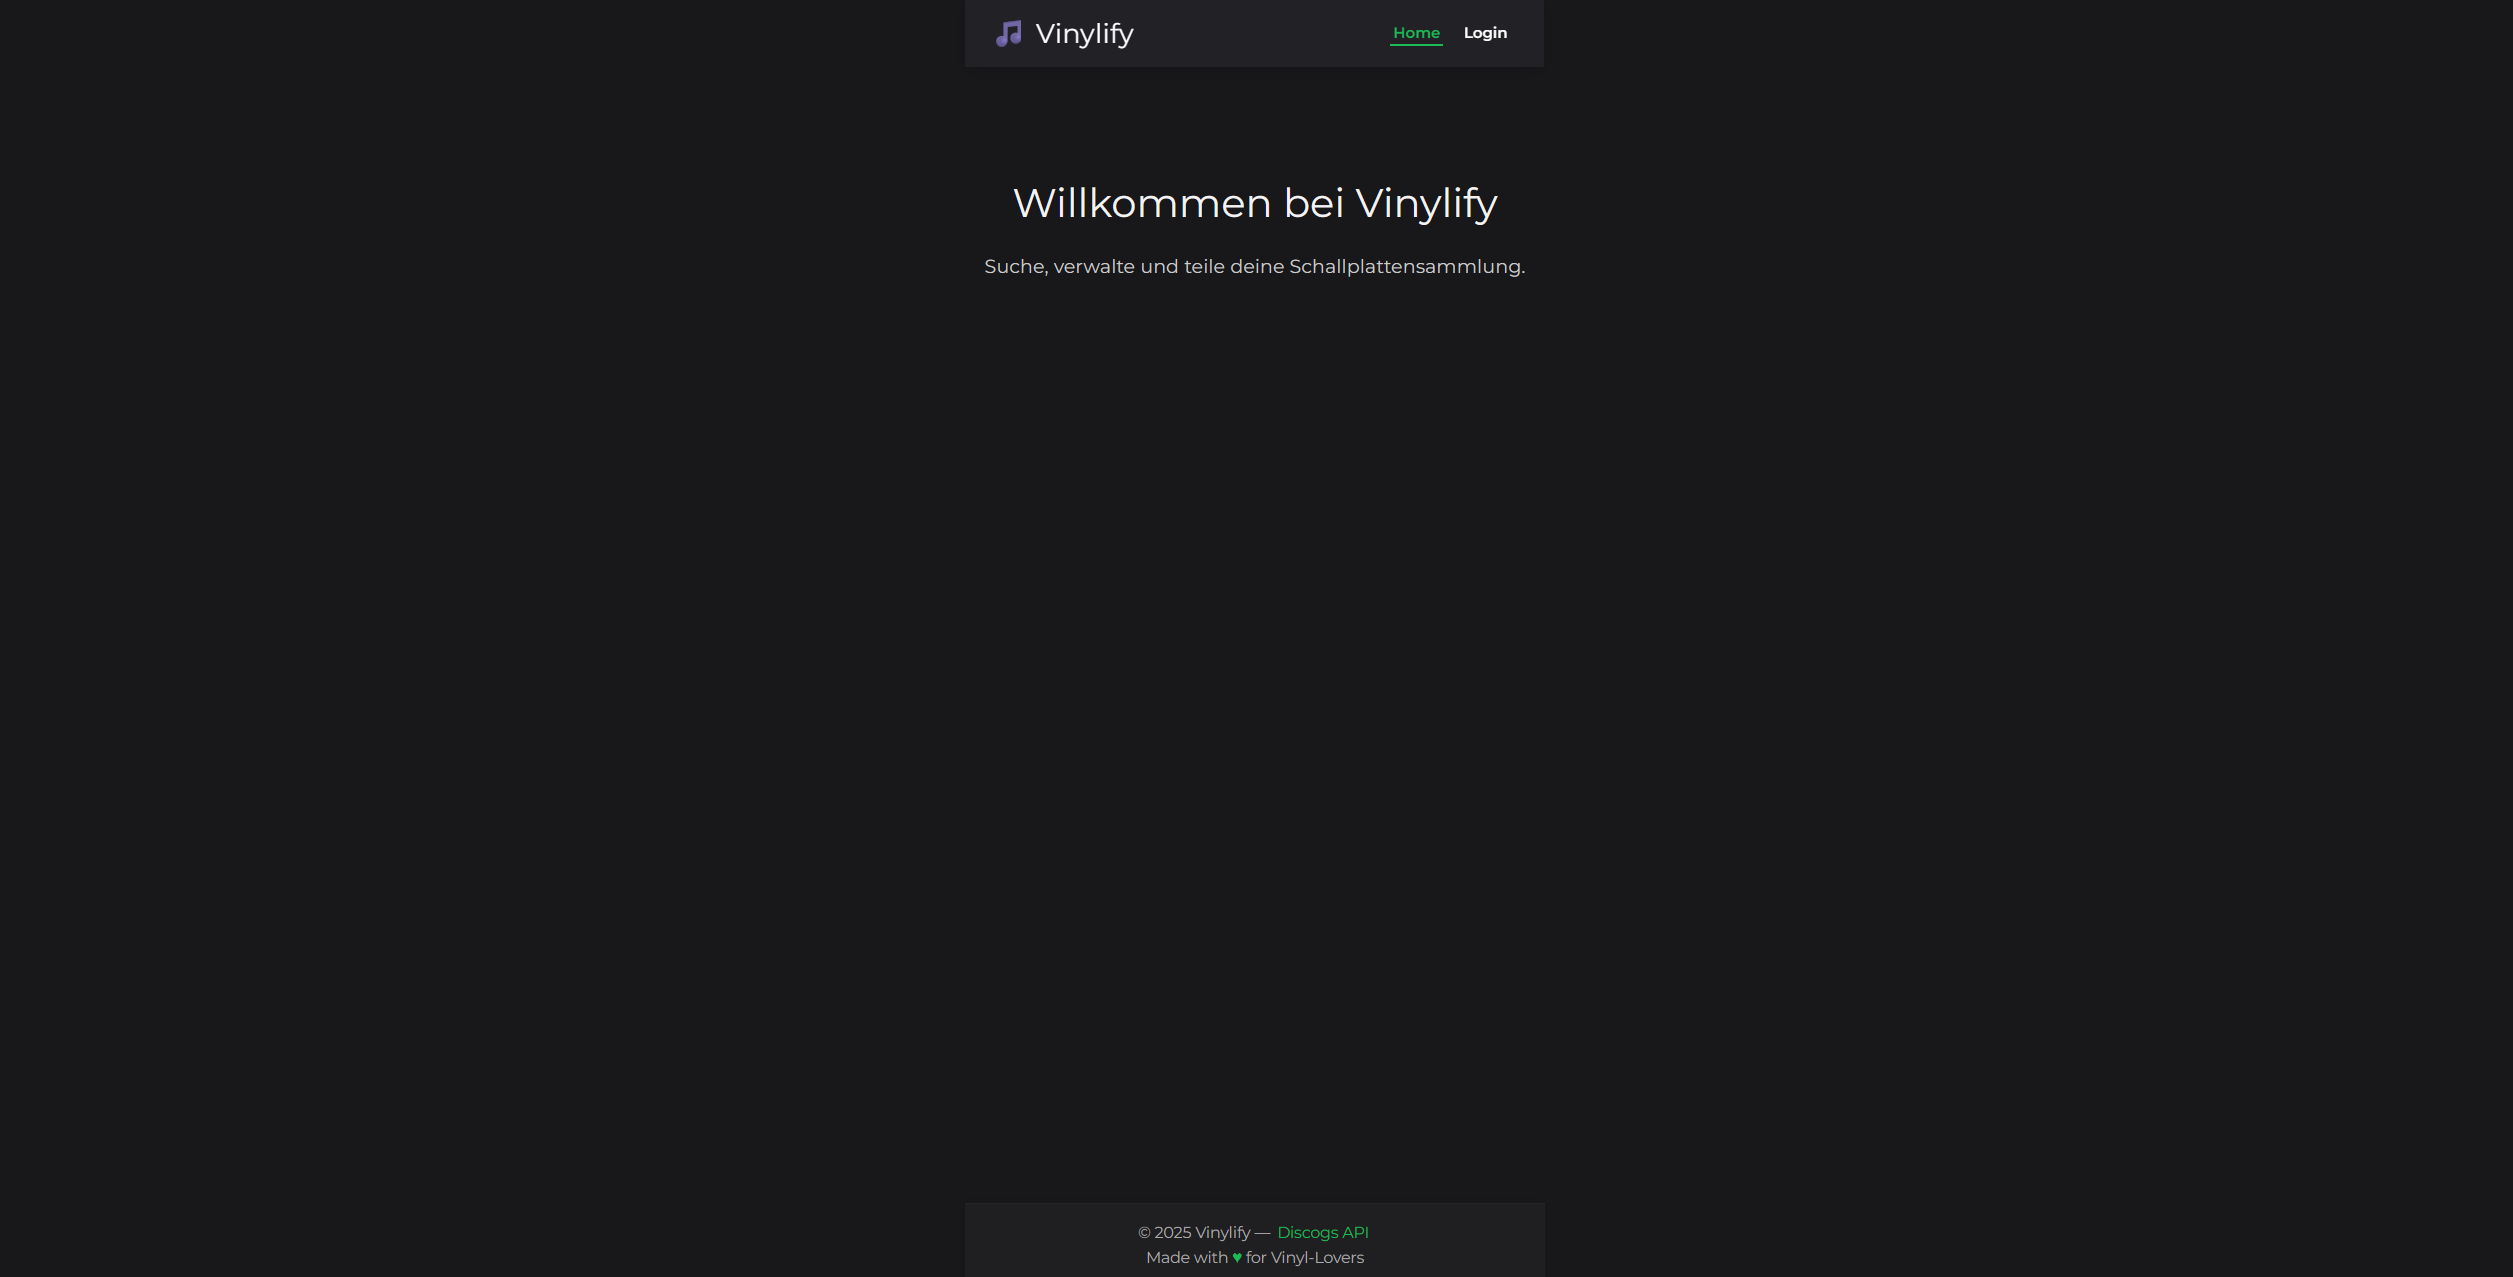 Vinylify
Home Login
Willkommen bei Vinylify
Suche, verwalte und teile deine Schallplattensammlung.
© 2025 Vinylify — Discogs API
Made with ♥ for Vinyl-Lovers